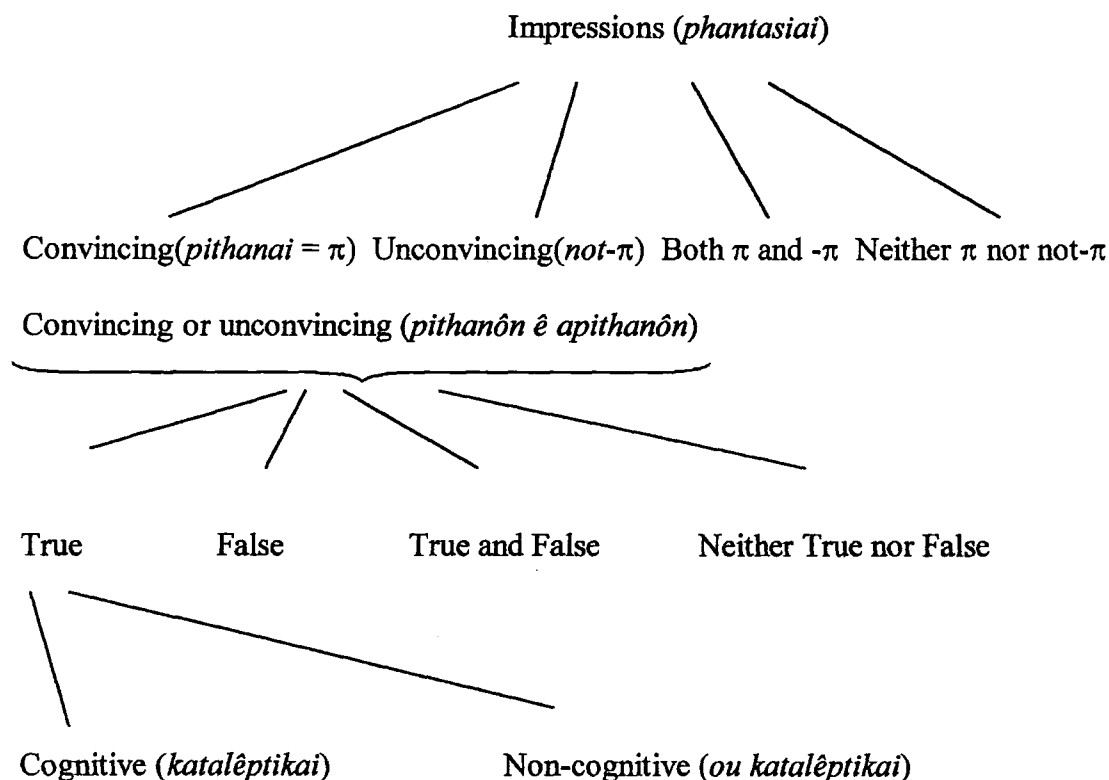 Impressions (phantasiai)
Convincing(pithanai = π) Unconvincing(not-π) Both π and -π Neither π nor not-π
Convincing or unconvincing (pithanôn ê apithanôn)
True False True and False Neither True nor False
Cognitive (katalêptikai) Non-cognitive (ou katalêptikai)